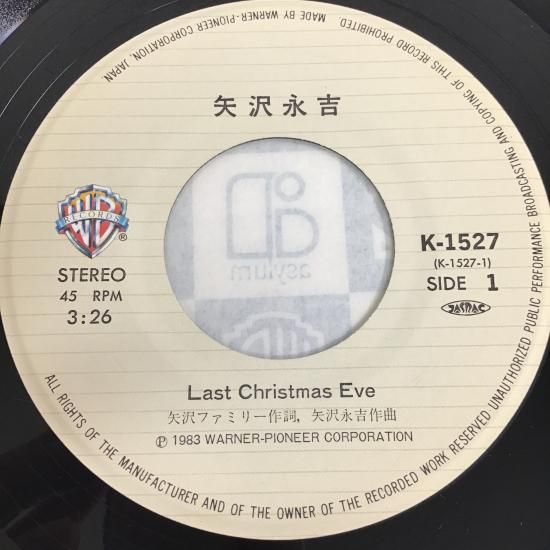 MADE BY WARNER-PIONEER CORPORATION, JAPAN
ALL RIGHTS OF THE MANUFACTURER AND OF THE OWNER OF THE RECORDED WORK RESERVED UNAUTHORIZED PUBLIC PERFORMANCE BROADCASTING AND COPYING OF THIS RECORD PROHIBITED.
矢沢永吉
WB
RECORDS
®
STEREO
45 RPM
3:26
asylum
K-1527
(K-1527-1)
SIDE 1
JASRAC
Last Christmas Eve
矢沢ファミリー作詞, 矢沢永吉作曲
Ⓟ 1983 WARNER-PIONEER CORPORATION